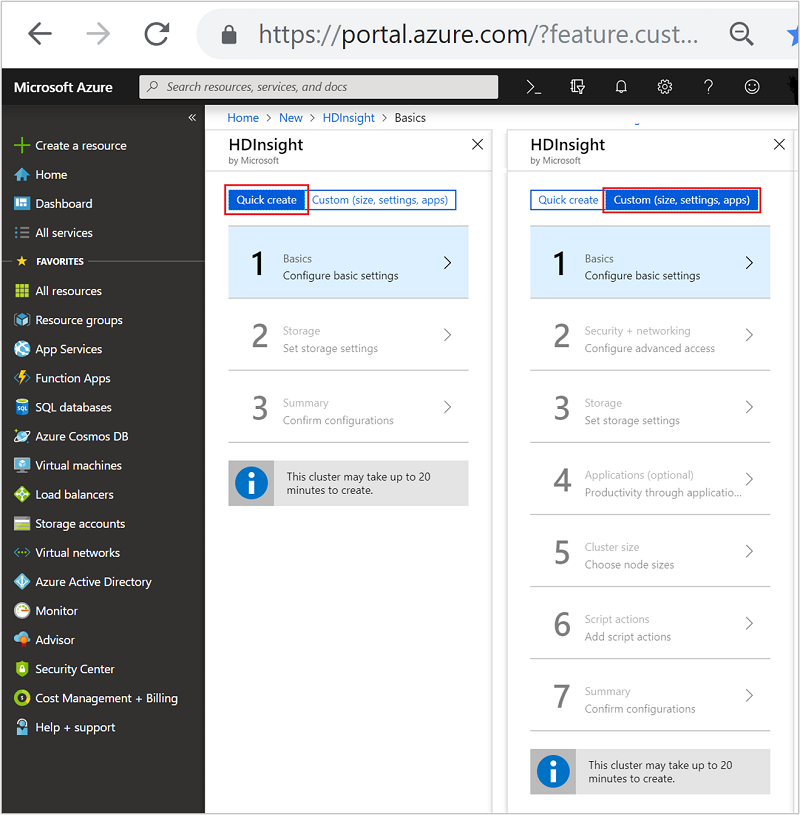 https://portal.azure.com/?feature.cust...
Microsoft Azure
Search resources, services, and docs
Create a resource
Home
Dashboard
All services
FAVORITES
All resources
Resource groups
App Services
Function Apps
SQL databases
Azure Cosmos DB
Virtual machines
Load balancers
Storage accounts
Virtual networks
Azure Active Directory
Monitor
Advisor
Security Center
Cost Management + Billing
Help + support
Home > New > HDInsight > Basics
HDInsight
by Microsoft
Quick create
Custom (size, settings, apps)
1
Basics
Configure basic settings
2
Storage
Set storage settings
3
Summary
Confirm configurations
This cluster may take up to 20
minutes to create.
HDInsight
by Microsoft
Quick create
Custom (size, settings, apps)
1
Basics
Configure basic settings
2
Security + networking
Configure advanced access
3
Storage
Set storage settings
4
Applications (optional)
Productivity through applicatio...
5
Cluster size
Choose node sizes
6
Script actions
Add script actions
7
Summary
Confirm configurations
This cluster may take up to 20
minutes to create.